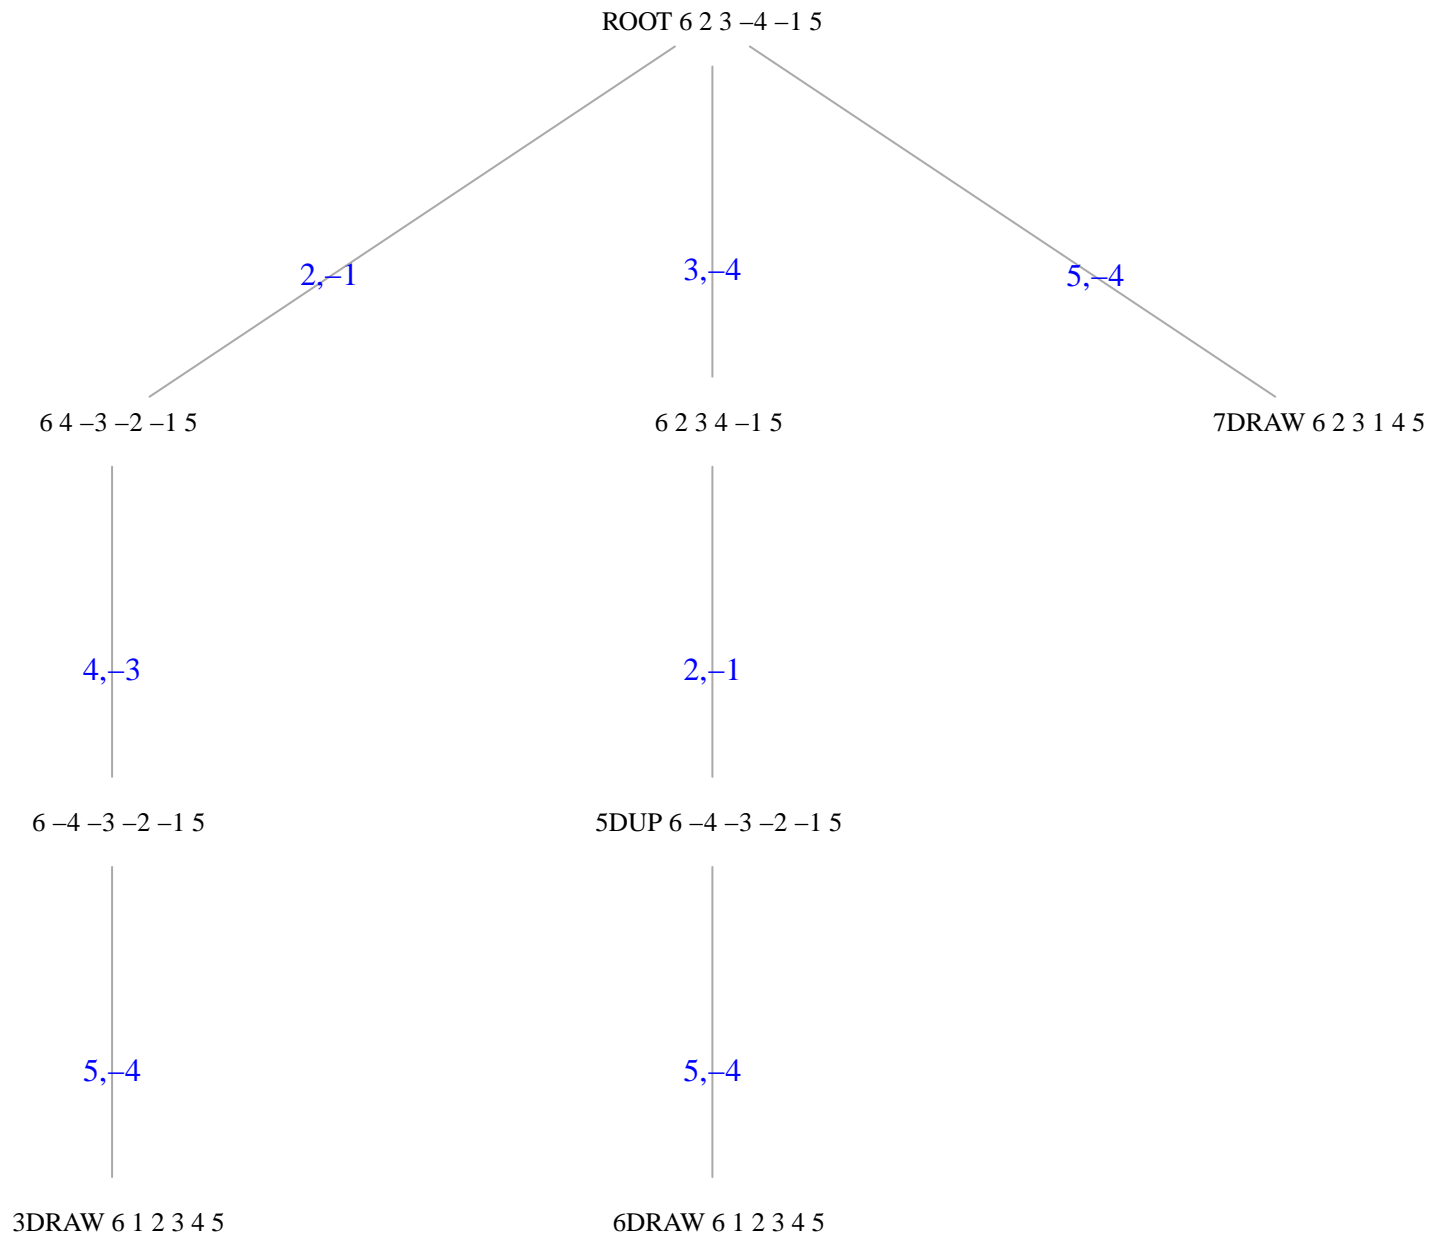 ROOT 6 2 3 –4 –1 5
2,–1
3,–4
5,–4
6 4 –3 –2 –1 5
6 2 3 4 –1 5
7DRAW 6 2 3 1 4 5
4,–3
2,–1
6 –4 –3 –2 –1 5
5DUP 6 –4 –3 –2 –1 5
5,–4
5,–4
3DRAW 6 1 2 3 4 5
6DRAW 6 1 2 3 4 5